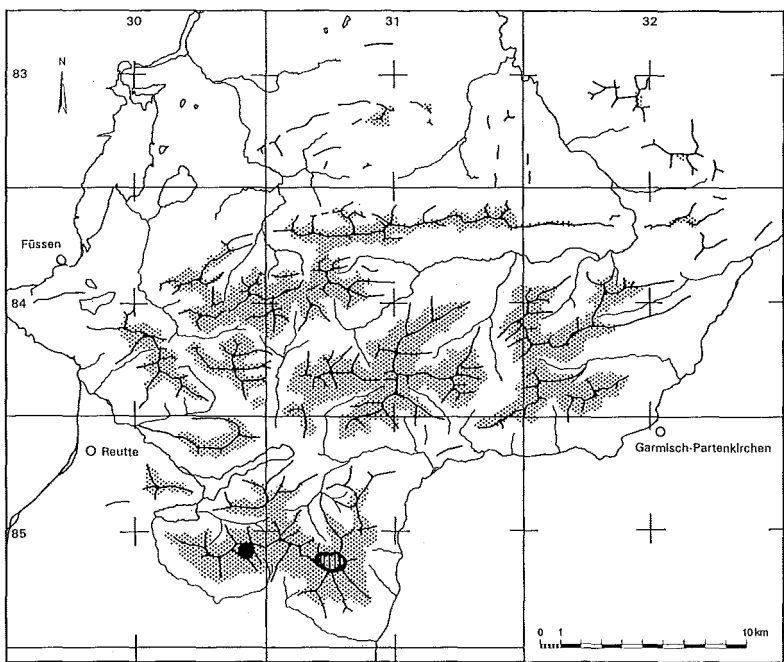 30 31 32
83
N
Füssen
84
Reutte
Garmisch-Partenkirchen
85
0 1 10 km